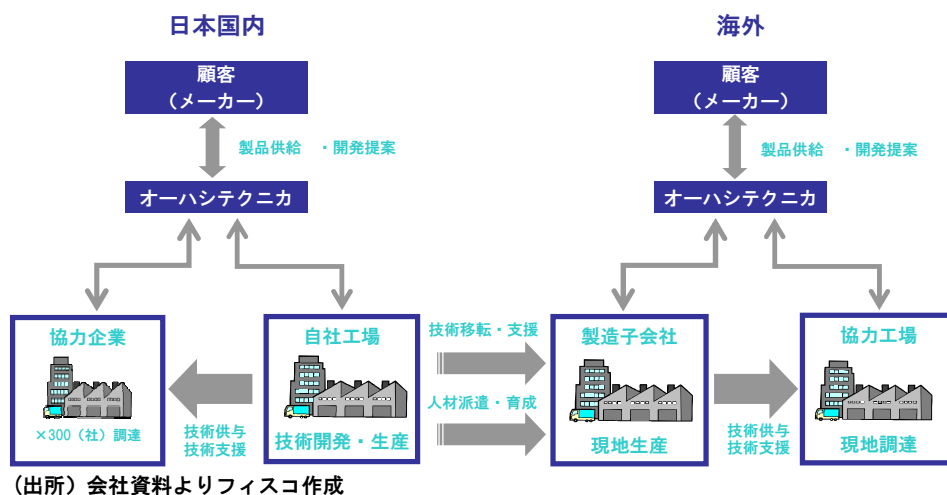 日本国内
海外
顧客
(メーカー)
顧客
(メーカー)
製品供給 ・開発提案
製品供給 ・開発提案
オーハシテクニカ
オーハシテクニカ
協力企業
×300(社)調達
技術供与
技術支援
自社工場
技術開発・生産
技術移転・支援
人材派遣・育成
製造子会社
現地生産
技術供与
技術支援
協力工場
現地調達
(出所)会社資料よりフィスコ作成